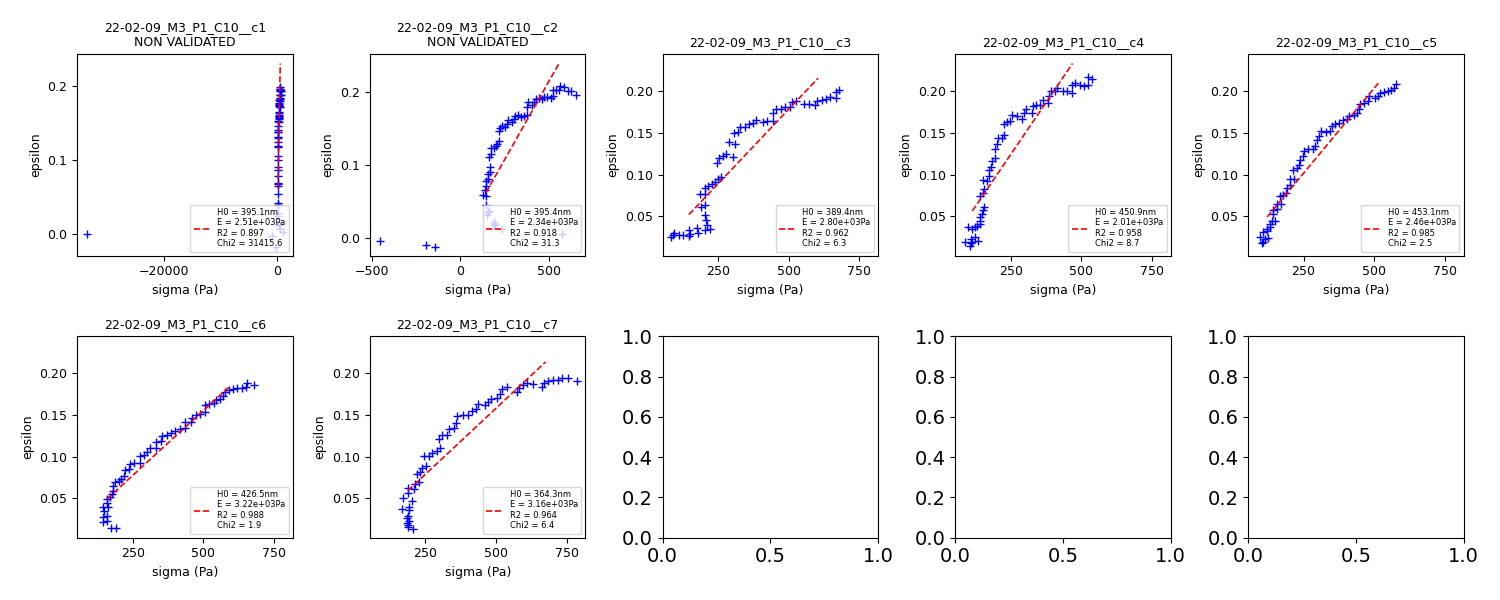 22-02-09_M3_P1_C10__c1
NON VALIDATED
epsilon
0.2
0.1
0.0
H0 = 395.1nm
E = 2.51e+03Pa
R2 = 0.897
Chi2 = 31415.6
−20000 0
sigma (Pa)
22-02-09_M3_P1_C10__c2
NON VALIDATED
epsilon
0.2
0.1
0.0
H0 = 395.4nm
E = 2.34e+03Pa
R2 = 0.918
Chi2 = 31.3
−500 0 500
sigma (Pa)
22-02-09_M3_P1_C10__c3
epsilon
0.20
0.15
0.10
0.05
H0 = 389.4nm
E = 2.80e+03Pa
R2 = 0.962
Chi2 = 6.3
250 500 750
sigma (Pa)
22-02-09_M3_P1_C10__c4
epsilon
0.20
0.15
0.10
0.05
H0 = 450.9nm
E = 2.01e+03Pa
R2 = 0.958
Chi2 = 8.7
250 500 750
sigma (Pa)
22-02-09_M3_P1_C10__c5
epsilon
0.20
0.15
0.10
0.05
H0 = 453.1nm
E = 2.46e+03Pa
R2 = 0.985
Chi2 = 2.5
250 500 750
sigma (Pa)
22-02-09_M3_P1_C10__c6
epsilon
0.20
0.15
0.10
0.05
H0 = 426.5nm
E = 3.22e+03Pa
R2 = 0.988
Chi2 = 1.9
250 500 750
sigma (Pa)
22-02-09_M3_P1_C10__c7
epsilon
0.20
0.15
0.10
0.05
H0 = 364.3nm
E = 3.16e+03Pa
R2 = 0.964
Chi2 = 6.4
250 500 750
sigma (Pa)
1.0
0.8
0.6
0.4
0.2
0.0
0.0 0.5 1.0
1.0
0.8
0.6
0.4
0.2
0.0
0.0 0.5 1.0
1.0
0.8
0.6
0.4
0.2
0.0
0.0 0.5 1.0